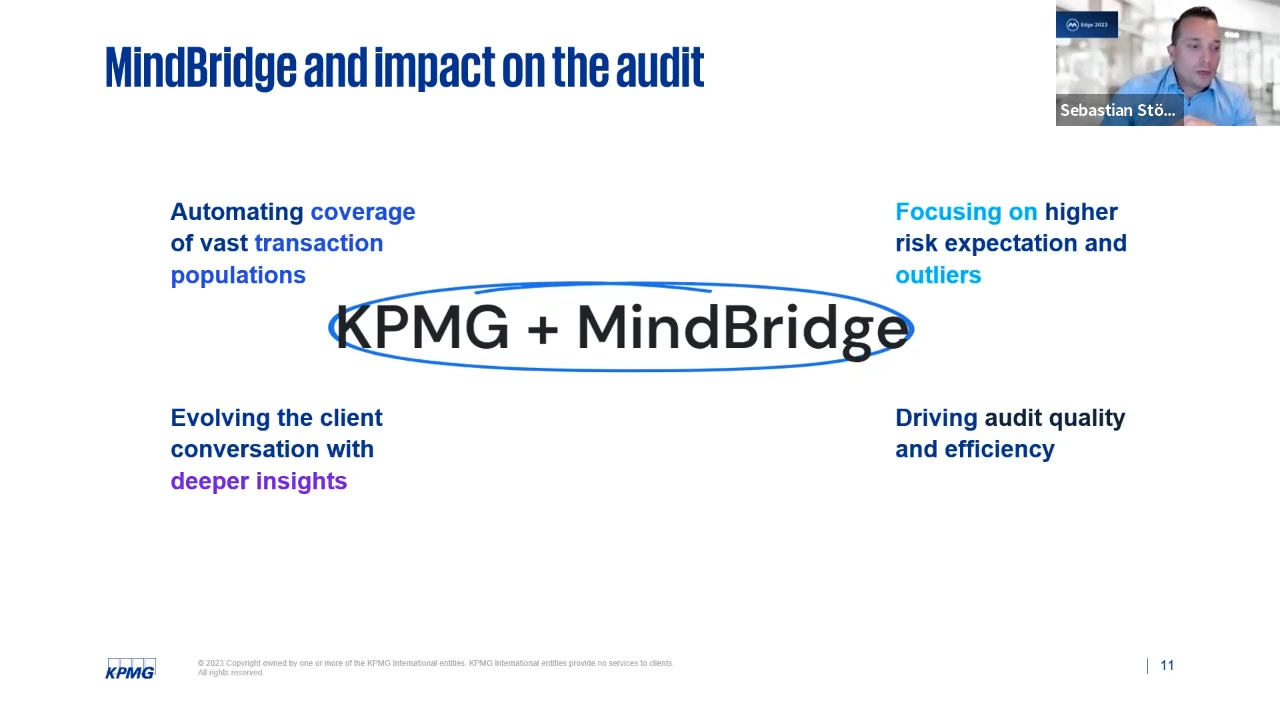 MindBridge and impact on the audit
Edge 2023
Sebastian Stö...
Automating coverage
of vast transaction
populations
Focusing on higher
risk expectation and
outliers
KPMG + MindBridge
Evolving the client
conversation with
deeper insights
Driving audit quality
and efficiency
KPMG
© 2023 Copyright owned by one or more of the KPMG International entities. KPMG International entities provide no services to clients.
All rights reserved.
11